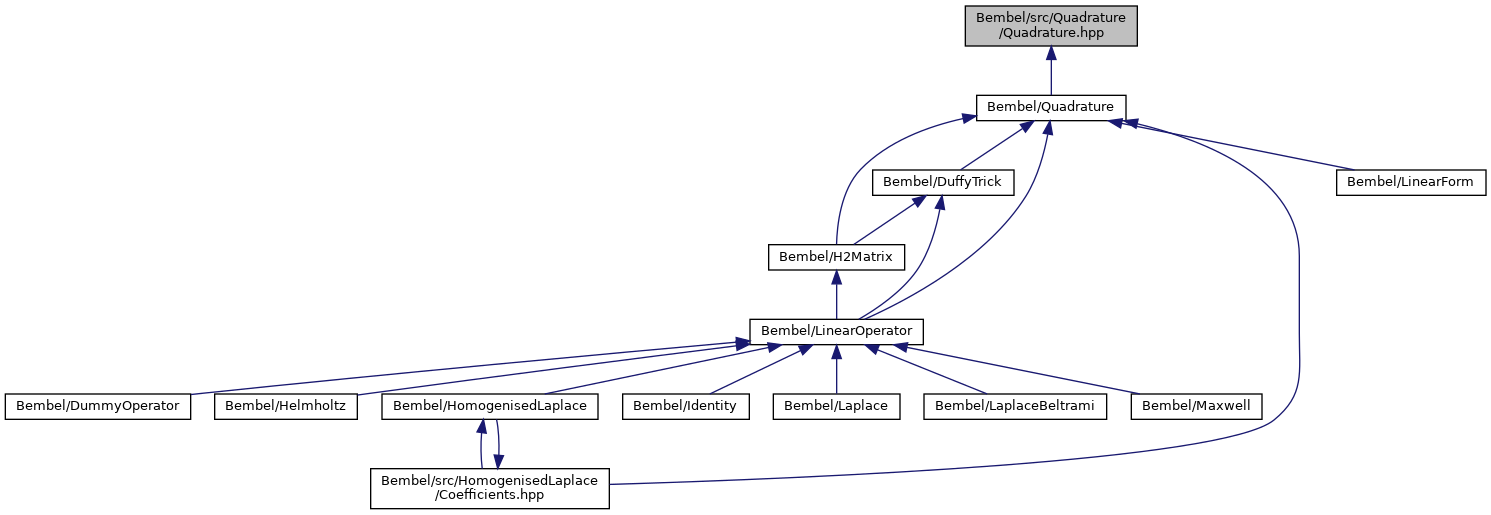 Bembel/src/Quadrature
/Quadrature.hpp
Bembel/Quadrature
Bembel/DuffyTrick
Bembel/LinearForm
Bembel/H2Matrix
Bembel/LinearOperator
Bembel/DummyOperator
Bembel/Helmholtz
Bembel/HomogenisedLaplace
Bembel/Identity
Bembel/Laplace
Bembel/LaplaceBeltrami
Bembel/Maxwell
Bembel/src/HomogenisedLaplace
/Coefficients.hpp